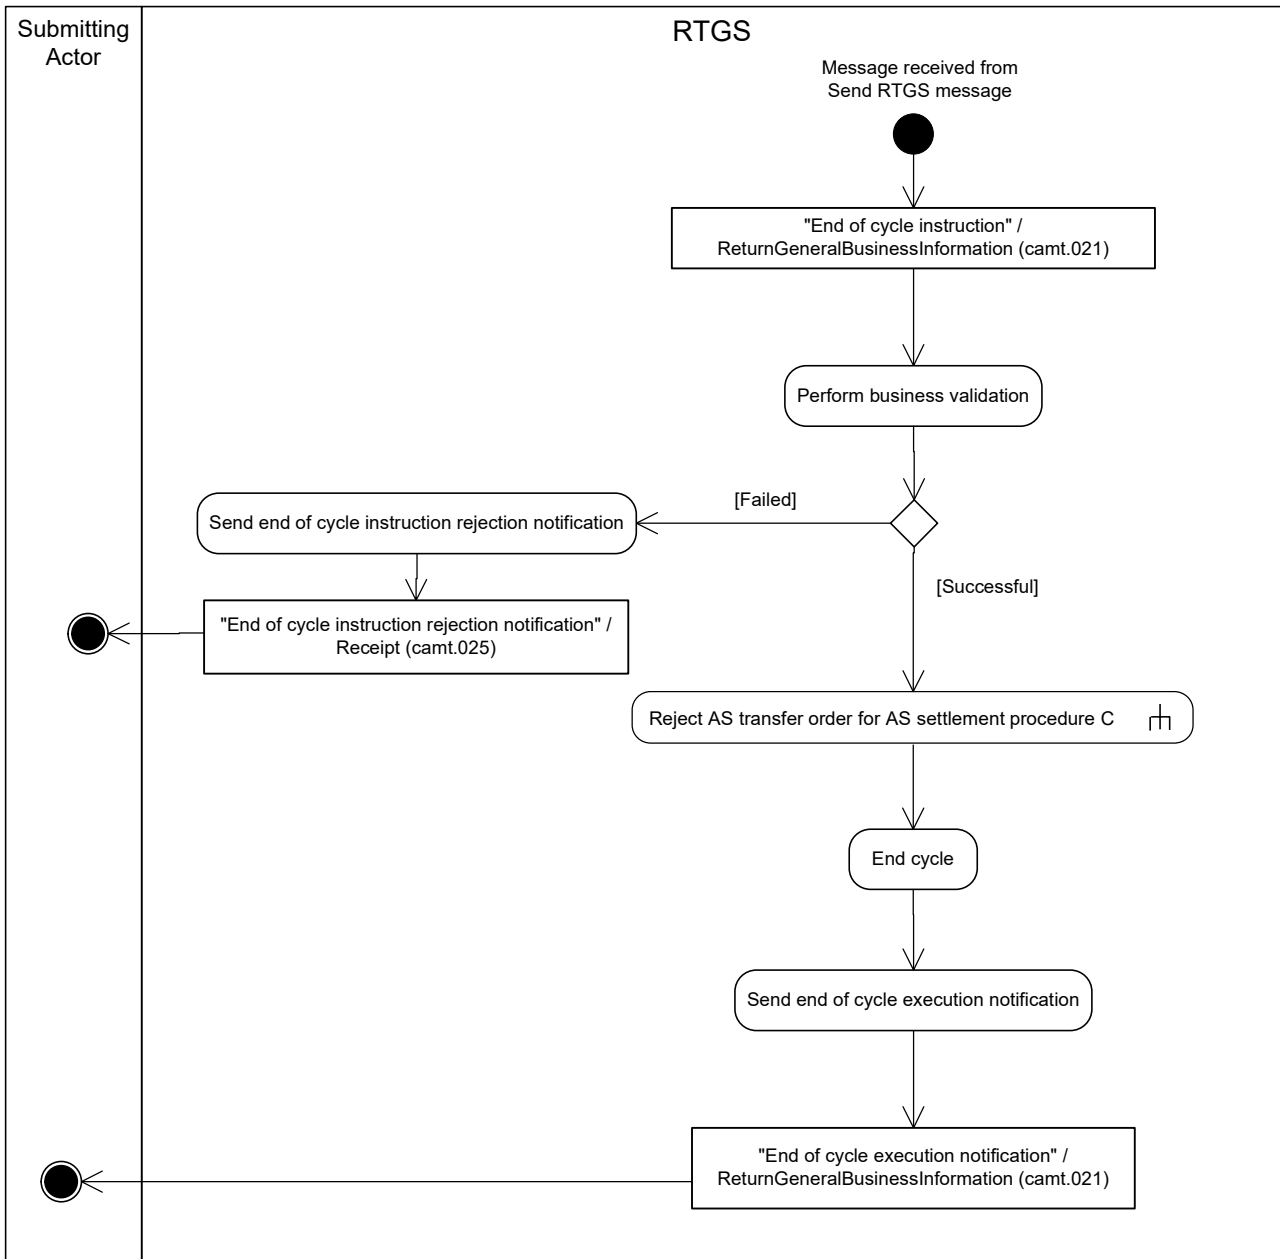 Submitting
Actor
RTGS
Message received from
Send RTGS message
"End of cycle instruction" /
ReturnGeneralBusinessInformation (camt.021)
Perform business validation
[Failed]
Send end of cycle instruction rejection notification
[Successful]
"End of cycle instruction rejection notification" /
Receipt (camt.025)
Reject AS transfer order for AS settlement procedure C
End cycle
Send end of cycle execution notification
"End of cycle execution notification" /
ReturnGeneralBusinessInformation (camt.021)